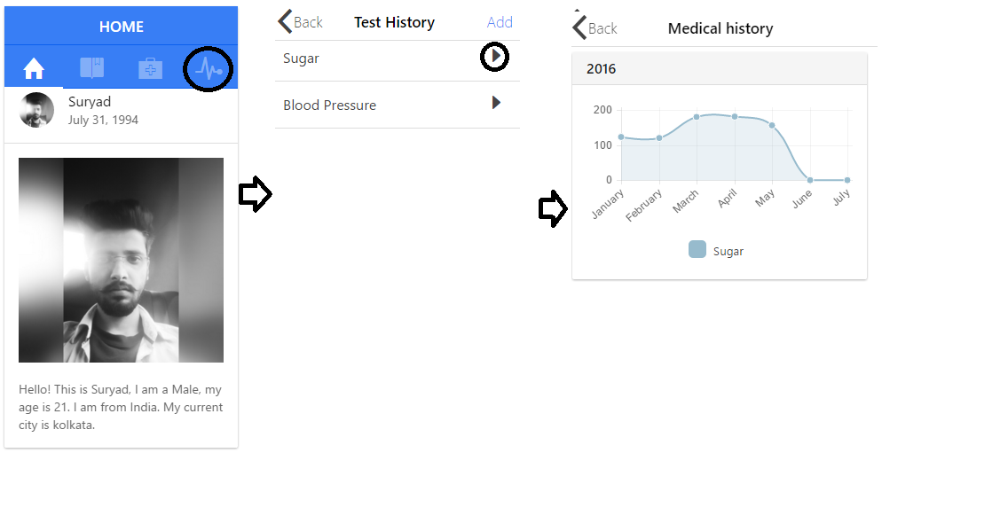 HOME
Suryad
July 31, 1994
Hello! This is Suryad, I am a Male, my
age is 21. I am from India. My current
city is kolkata.
Back Test History Add
Sugar
Blood Pressure
Back Medical history
2016
200
100
0
January February March April May June July
Sugar